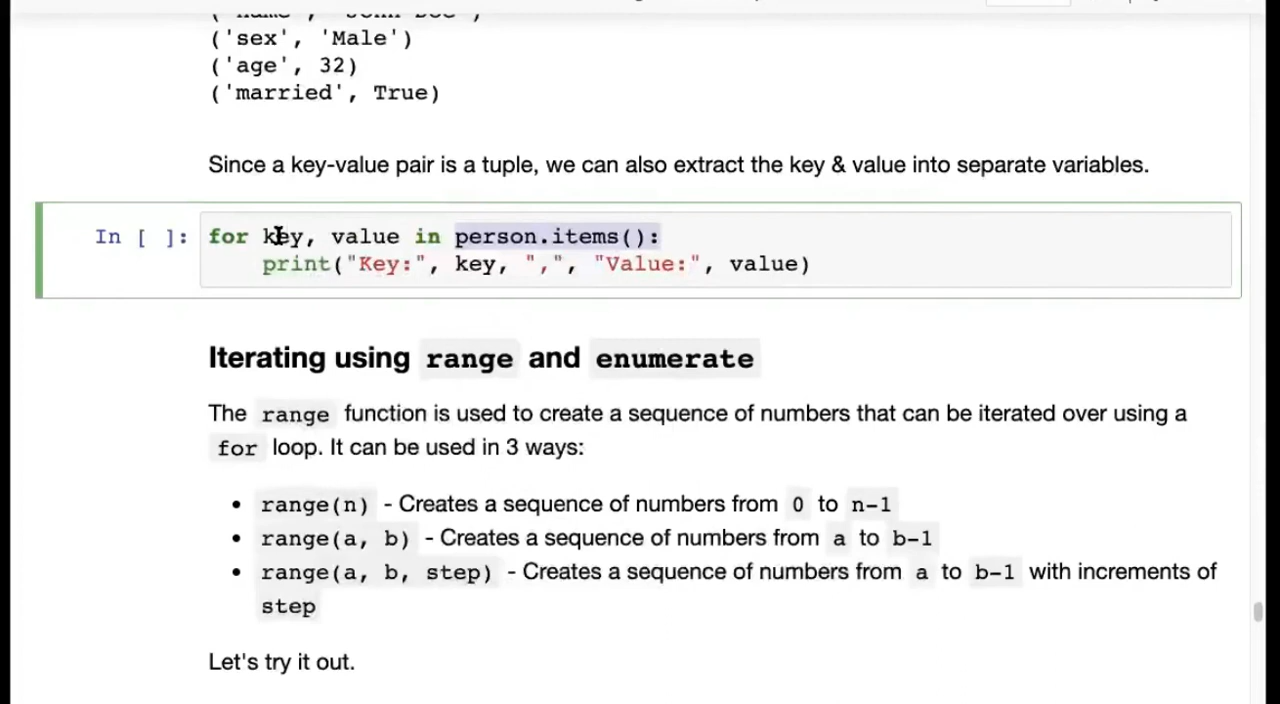 ('sex', 'Male')
('age', 32)
('married', True)
Since a key-value pair is a tuple, we can also extract the key & value into separate variables.
In [ ]: for key, value in person.items():
print("Key:", key, ",", "Value:", value)
Iterating using range and enumerate
The range function is used to create a sequence of numbers that can be iterated over using a
for loop. It can be used in 3 ways:
• range(n) - Creates a sequence of numbers from 0 to n-1
• range(a, b) - Creates a sequence of numbers from a to b-1
• range(a, b, step) - Creates a sequence of numbers from a to b-1 with increments of
step
Let's try it out.